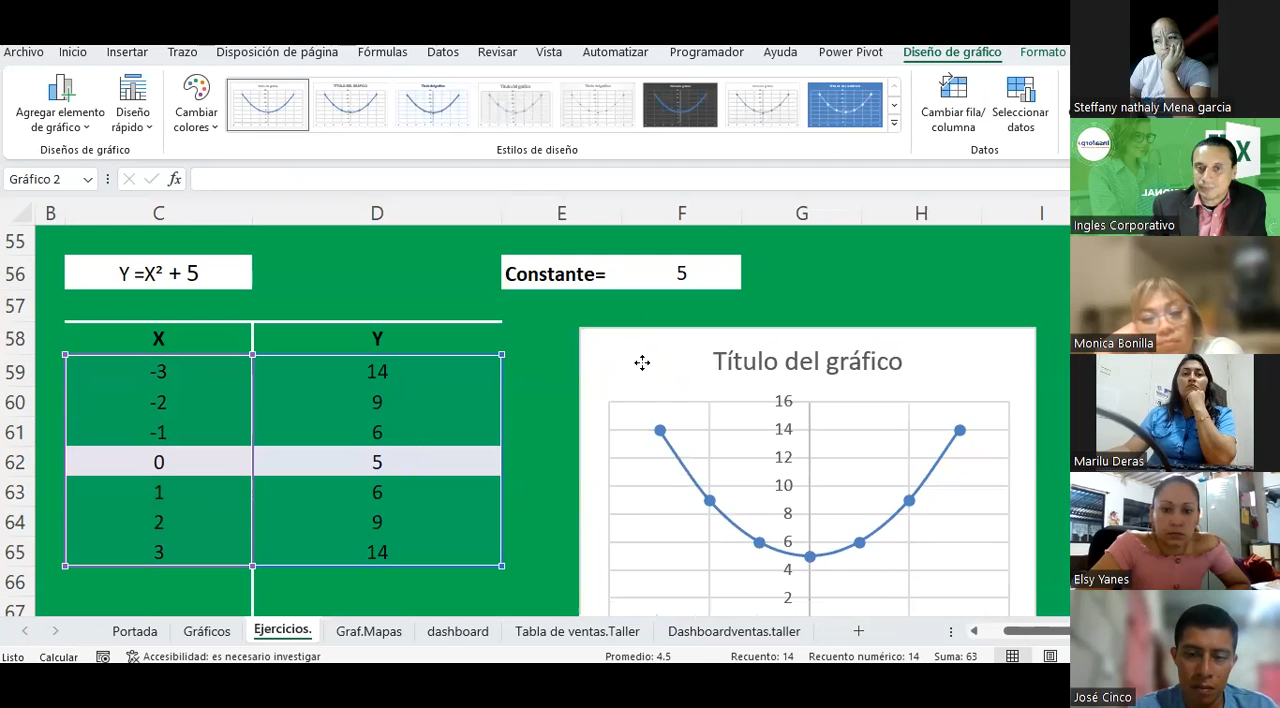 Archivo Inicio Insertar Trazo Disposición de página Fórmulas Datos Revisar Vista Automatizar Programador Ayuda Power Pivot Diseño de gráfico Formato
Agregar elemento
de gráfico
Diseño
rápido
Cambiar
colores
Cambiar fila/
columna
Seleccionar
datos
Diseños de gráfico
Estilos de diseño
Datos
Gráfico 2
fx
B C D E F G H I
55
56 Y =X² + 5 Constante= 5
57
58 X Y
59 -3 14
60 -2 9
61 -1 6
62 0 5
63 1 6
64 2 9
65 3 14
66
67
Título del gráfico
16
14
12
10
8
6
4
2
Portada Gráficos Ejercicios. Graf.Mapas dashboard Tabla de ventas.Taller Dashboardventas.taller
Listo Calcular Accesibilidad: es necesario investigar Promedio: 4.5 Recuento: 14 Recuento numérico: 14 Suma: 63
Steffany nathaly Mena garcia
Ingles Corporativo
Monica Bonilla
Marilu Deras
Elsy Yanes
José Cinco